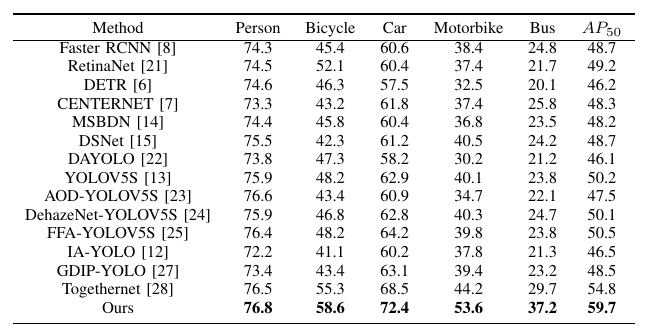 Method Person Bicycle Car Motorbike Bus AP50
Faster RCNN [8] 74.3 45.4 60.6 38.4 24.8 48.7
RetinaNet [21] 74.5 52.1 60.4 37.4 21.7 49.2
DETR [6] 74.6 46.3 57.5 32.5 20.1 46.2
CENTERNET [7] 73.3 43.2 61.8 37.4 25.8 48.3
MSBDN [14] 74.4 45.8 60.4 36.8 23.5 48.2
DSNet [15] 75.5 42.3 61.2 40.5 24.2 48.7
DAYOLO [22] 73.8 47.3 58.2 30.2 21.2 46.1
YOLOV5S [13] 75.9 48.2 62.9 40.1 23.8 50.2
AOD-YOLOV5S [23] 76.6 43.4 60.9 34.7 22.1 47.5
DehazeNet-YOLOV5S [24] 75.9 46.8 62.8 40.3 24.7 50.1
FFA-YOLOV5S [25] 76.4 48.2 64.2 39.8 23.8 50.5
IA-YOLO [12] 72.2 41.1 60.2 37.8 21.3 46.5
GDIP-YOLO [27] 73.4 43.4 63.1 39.4 23.2 48.5
Togethernet [28] 76.5 55.3 68.5 44.2 29.7 54.8
Ours 76.8 58.6 72.4 53.6 37.2 59.7